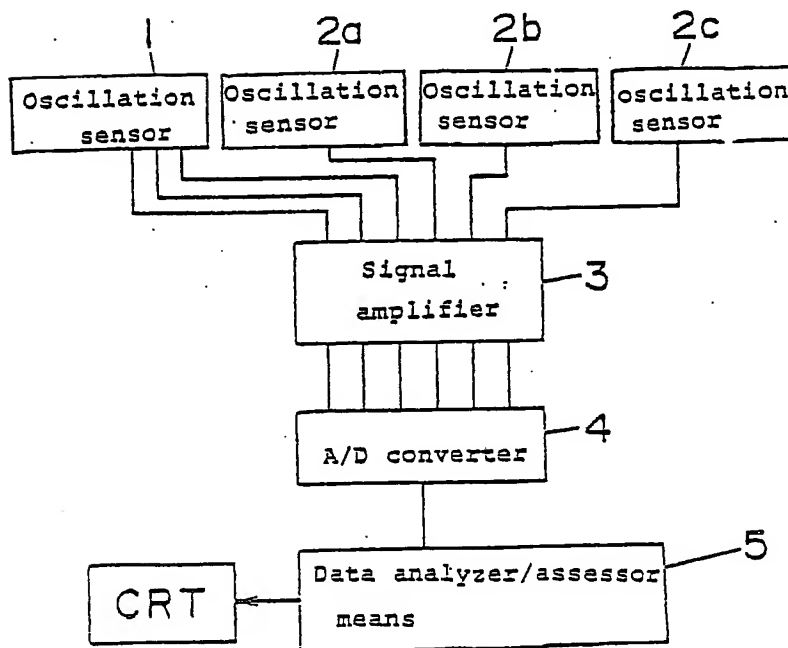 1
2a
2b
2c
Oscillation
sensor
Oscillation
sensor
Oscillation
sensor
oscillation
sensor
Signal
amplifier
3
A/D converter
4
Data analyzer/assessor
means
5
CRT